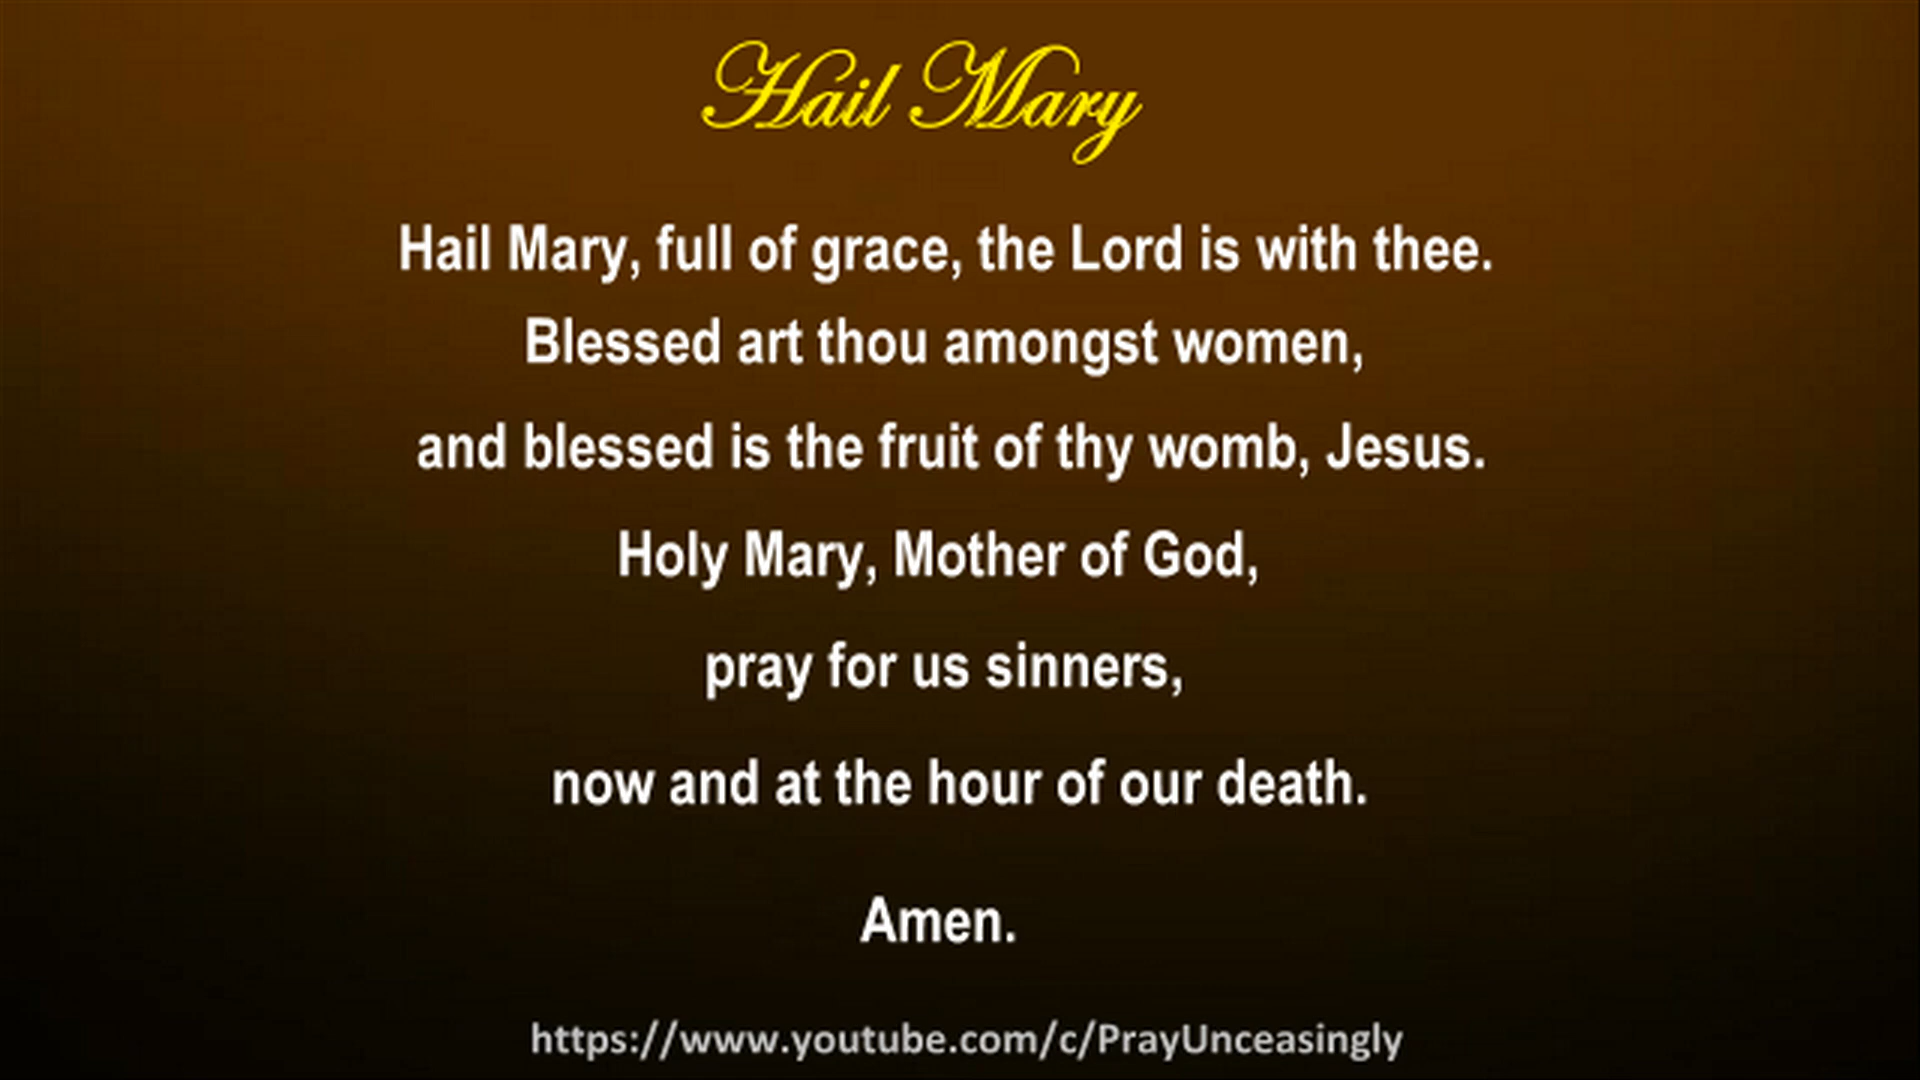 Hail Mary
Hail Mary, full of grace, the Lord is with thee.
Blessed art thou amongst women,
and blessed is the fruit of thy womb, Jesus.
Holy Mary, Mother of God,
pray for us sinners,
now and at the hour of our death.
Amen.
https://www.youtube.com/c/PrayUnceasingly